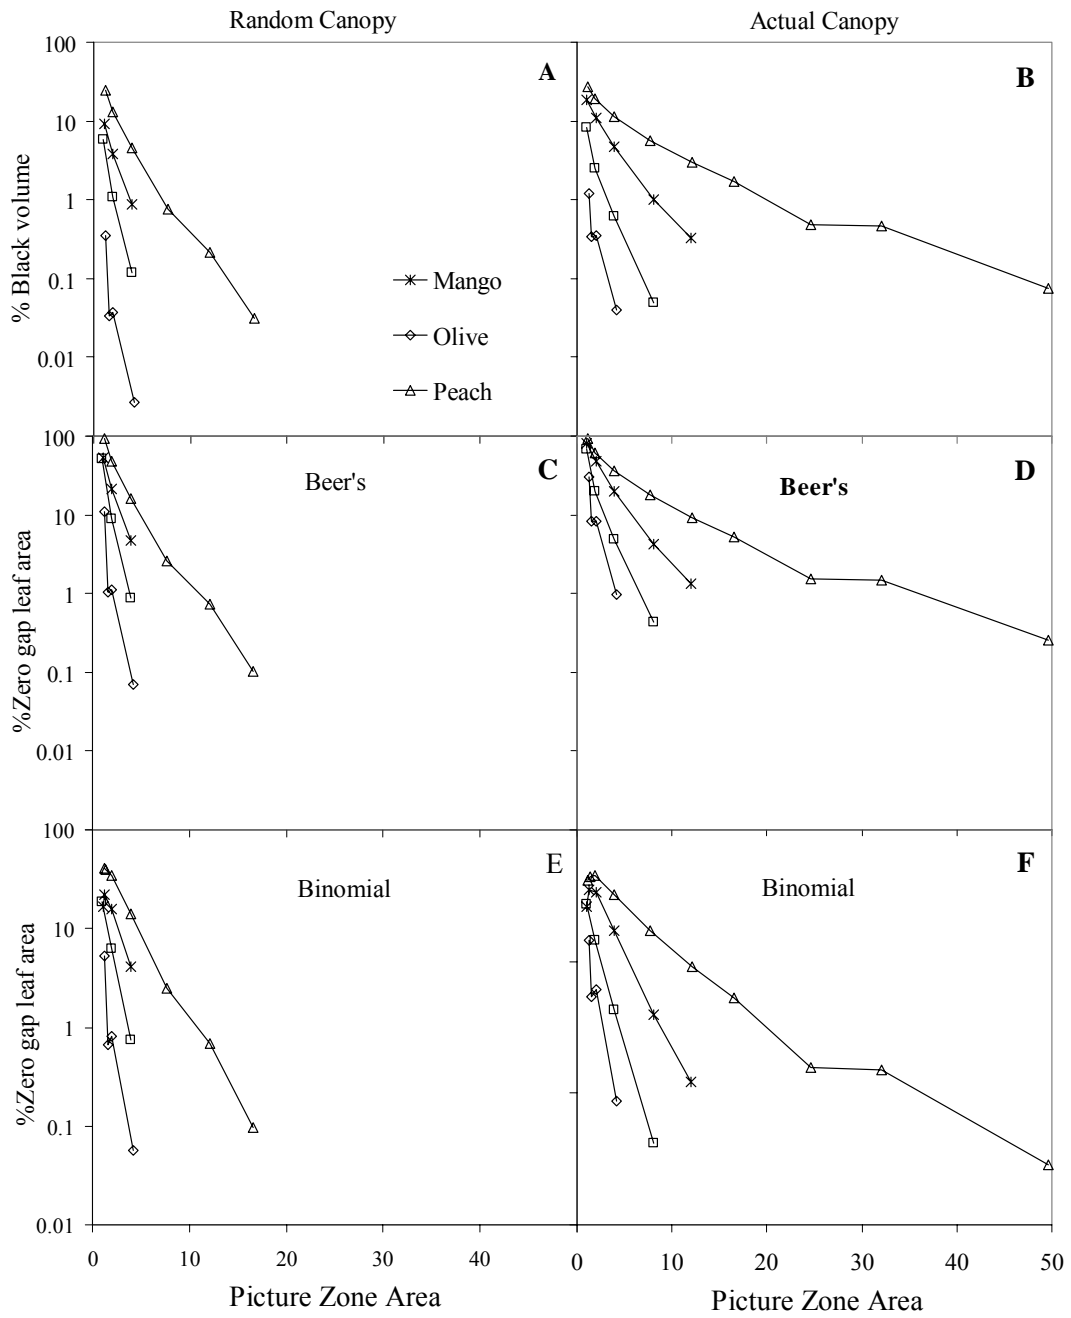 Random Canopy
Actual Canopy
100
10
1
0.1
0.01
% Black volume
A
Mango
Olive
Peach
B
100
10
1
0.1
0.01
%Zero gap leaf area
C
Beer's
D
Beer's
100
10
1
0.1
0.01
%Zero gap leaf area
E
Binomial
F
Binomial
0 10 20 30 40
0 10 20 30 40 50
Picture Zone Area
Picture Zone Area